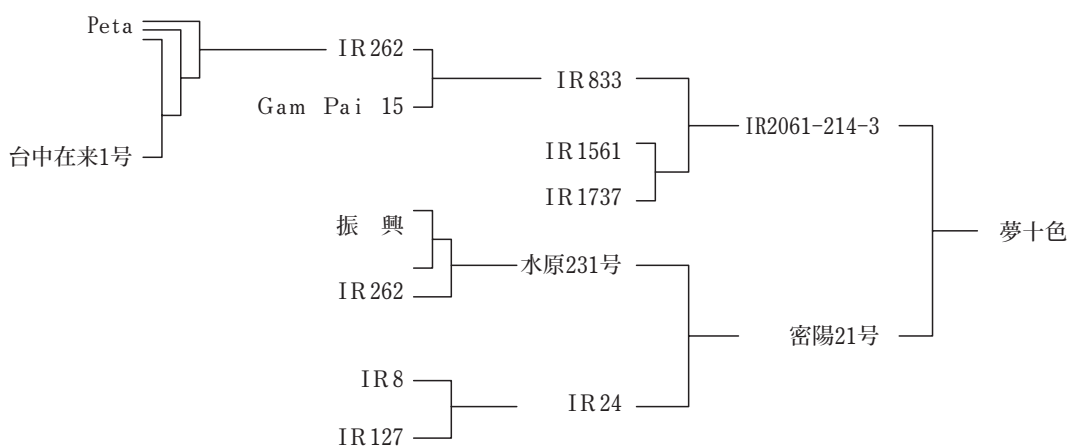 Peta
IR262
IR833
Gam Pai 15
IR2061-214-3
IR1561
台中在来1号
IR1737
振 興
夢十色
水原231号
IR262
密陽21号
IR8
IR24
IR127